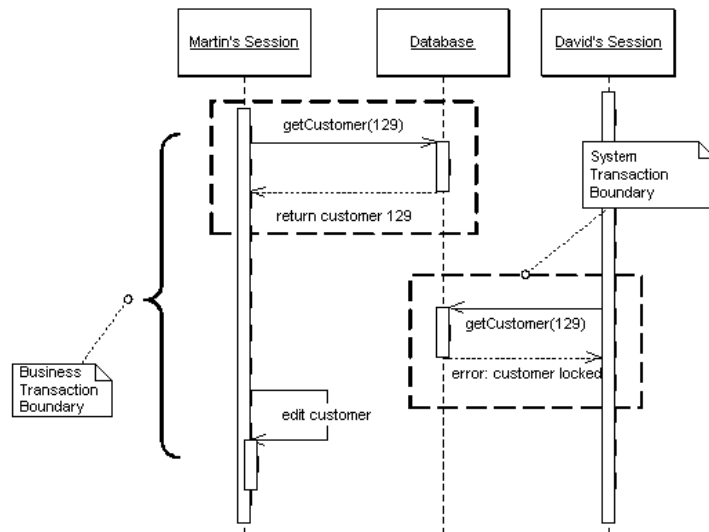 Martin's Session
Database
David's Session
getCustomer(129)
System
Transaction
Boundary
return customer 129
getCustomer(129)
error: customer locked
Business
Transaction
Boundary
edit customer